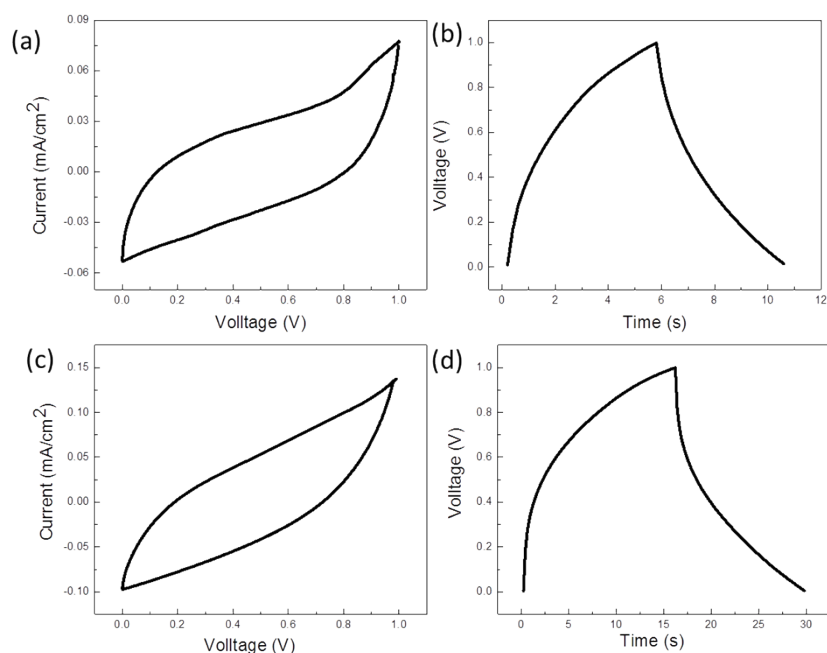 (a)
0.09
0.06
0.03
0.00
-0.03
-0.06
Current (mA/cm2)
0.0 0.2 0.4 0.6 0.8 1.0
Volltage (V)
(b)
1.0
0.8
0.6
0.4
0.2
0.0
Volltage (V)
0 2 4 6 8 10 12
Time (s)
(c)
0.15
0.10
0.05
0.00
-0.05
-0.10
Current (mA/cm2)
0.0 0.2 0.4 0.6 0.8 1.0
Volltage (V)
(d)
1.0
0.8
0.6
0.4
0.2
0.0
Volltage (V)
0 5 10 15 20 25 30
Time (s)